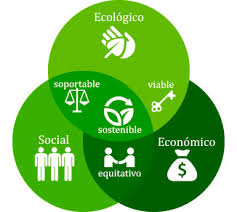 Ecológico
soportable
viable
sostenible
Social
Económico
equitativo
$